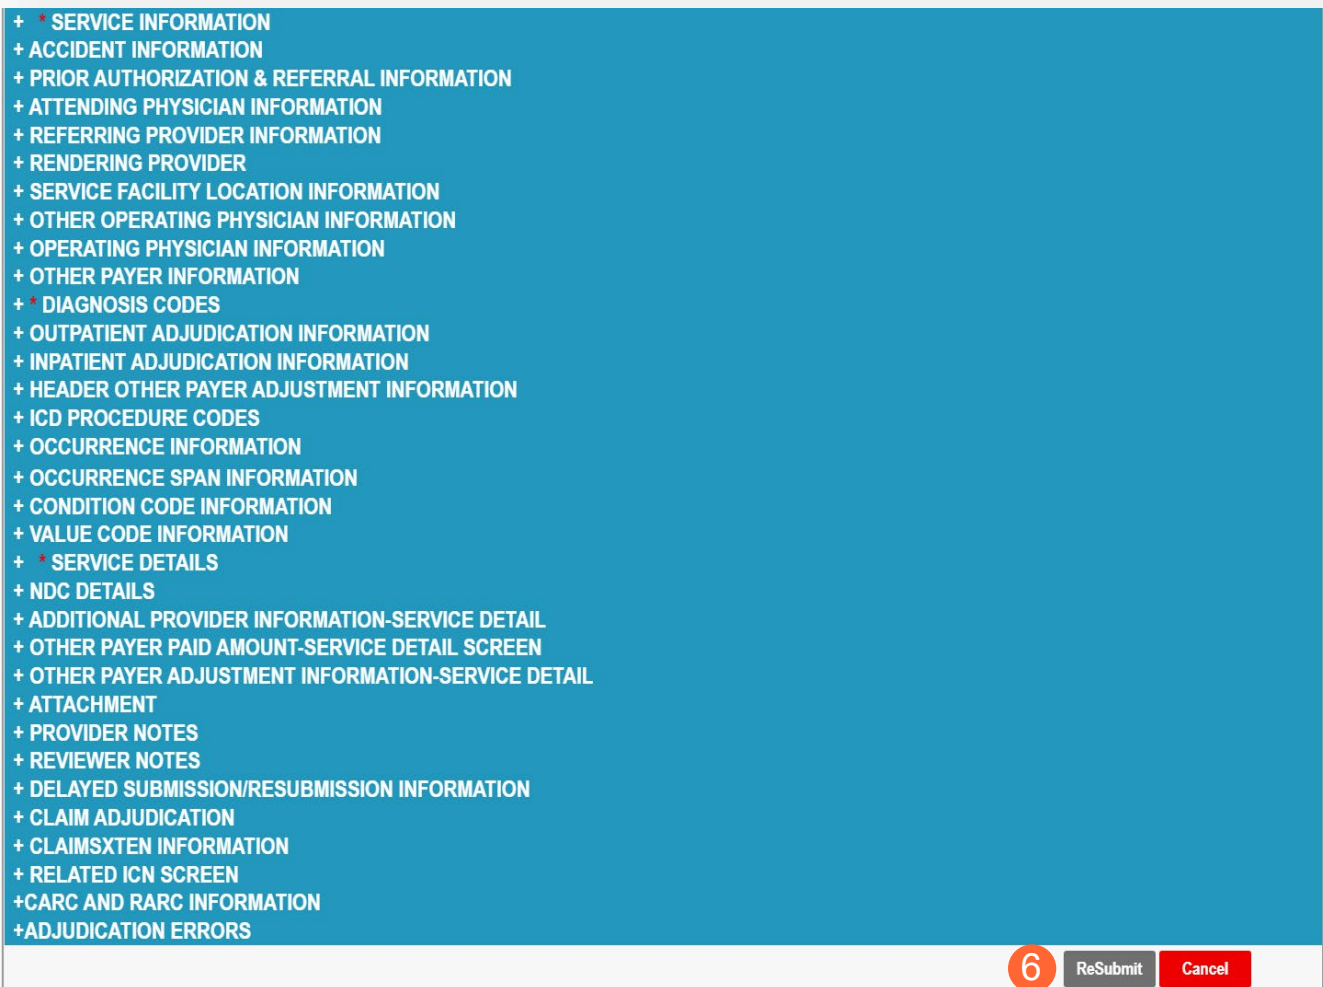 + * SERVICE INFORMATION
+ ACCIDENT INFORMATION
+ PRIOR AUTHORIZATION & REFERRAL INFORMATION
+ ATTENDING PHYSICIAN INFORMATION
+ REFERRING PROVIDER INFORMATION
+ RENDERING PROVIDER
+ SERVICE FACILITY LOCATION INFORMATION
+ OTHER OPERATING PHYSICIAN INFORMATION
+ OPERATING PHYSICIAN INFORMATION
+ OTHER PAYER INFORMATION
+ * DIAGNOSIS CODES
+ OUTPATIENT ADJUDICATION INFORMATION
+ INPATIENT ADJUDICATION INFORMATION
+ HEADER OTHER PAYER ADJUSTMENT INFORMATION
+ ICD PROCEDURE CODES
+ OCCURRENCE INFORMATION
+ OCCURRENCE SPAN INFORMATION
+ CONDITION CODE INFORMATION
+ VALUE CODE INFORMATION
+ * SERVICE DETAILS
+ NDC DETAILS
+ ADDITIONAL PROVIDER INFORMATION-SERVICE DETAIL
+ OTHER PAYER PAID AMOUNT-SERVICE DETAIL SCREEN
+ OTHER PAYER ADJUSTMENT INFORMATION-SERVICE DETAIL
+ ATTACHMENT
+ PROVIDER NOTES
+ REVIEWER NOTES
+ DELAYED SUBMISSION/RESUBMISSION INFORMATION
+ CLAIM ADJUDICATION
+ CLAIMSXTEN INFORMATION
+ RELATED ICN SCREEN
+CARC AND RARC INFORMATION
+ADJUDICATION ERRORS
6 ReSubmit Cancel